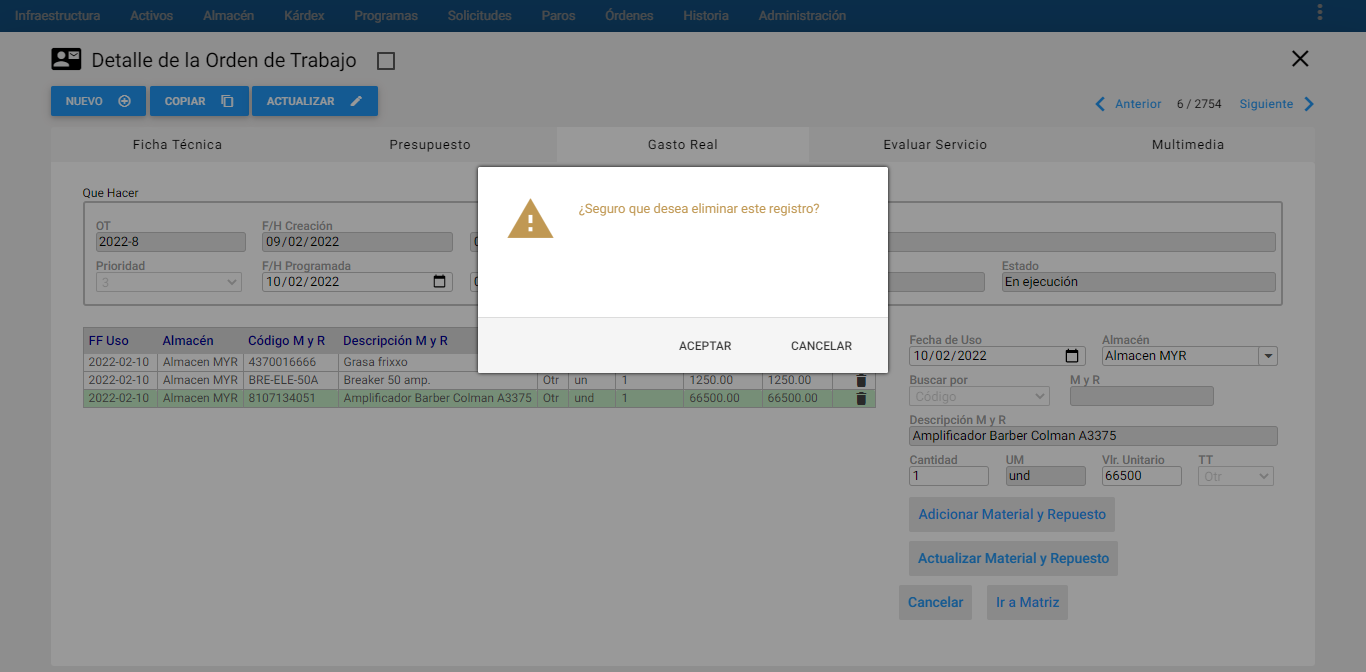 Infraestructura Activos Almacén Kárdex Programas Solicitudes Paros Órdenes Historia Administración
Detalle de la Orden de Trabajo
NUEVO COPIAR ACTUALIZAR
Anterior 6 / 2754 Siguiente
Ficha Técnica Presupuesto Gasto Real Evaluar Servicio Multimedia
Que Hacer
¿Seguro que desea eliminar este registro?
OT F/H Creación
2022-8 09/02/2022
Prioridad F/H Programada Estado
3 10/02/2022 En ejecución
ACEPTAR CANCELAR
FF Uso Almacén Código M y R Descripción M y R
2022-02-10 Almacen MYR 4370016666 Grasa frixxo
2022-02-10 Almacen MYR BRE-ELE-50A Breaker 50 amp. Otr un 1 1250.00 1250.00
2022-02-10 Almacen MYR 8107134051 Amplificador Barber Colman A3375 Otr und 1 66500.00 66500.00
Fecha de Uso Almacén
10/02/2022 Almacen MYR
Buscar por M y R
Código
Descripción M y R
Amplificador Barber Colman A3375
Cantidad UM Vlr. Unitario TT
1 und 66500 Otr
Adicionar Material y Repuesto
Actualizar Material y Repuesto
Cancelar Ir a Matriz